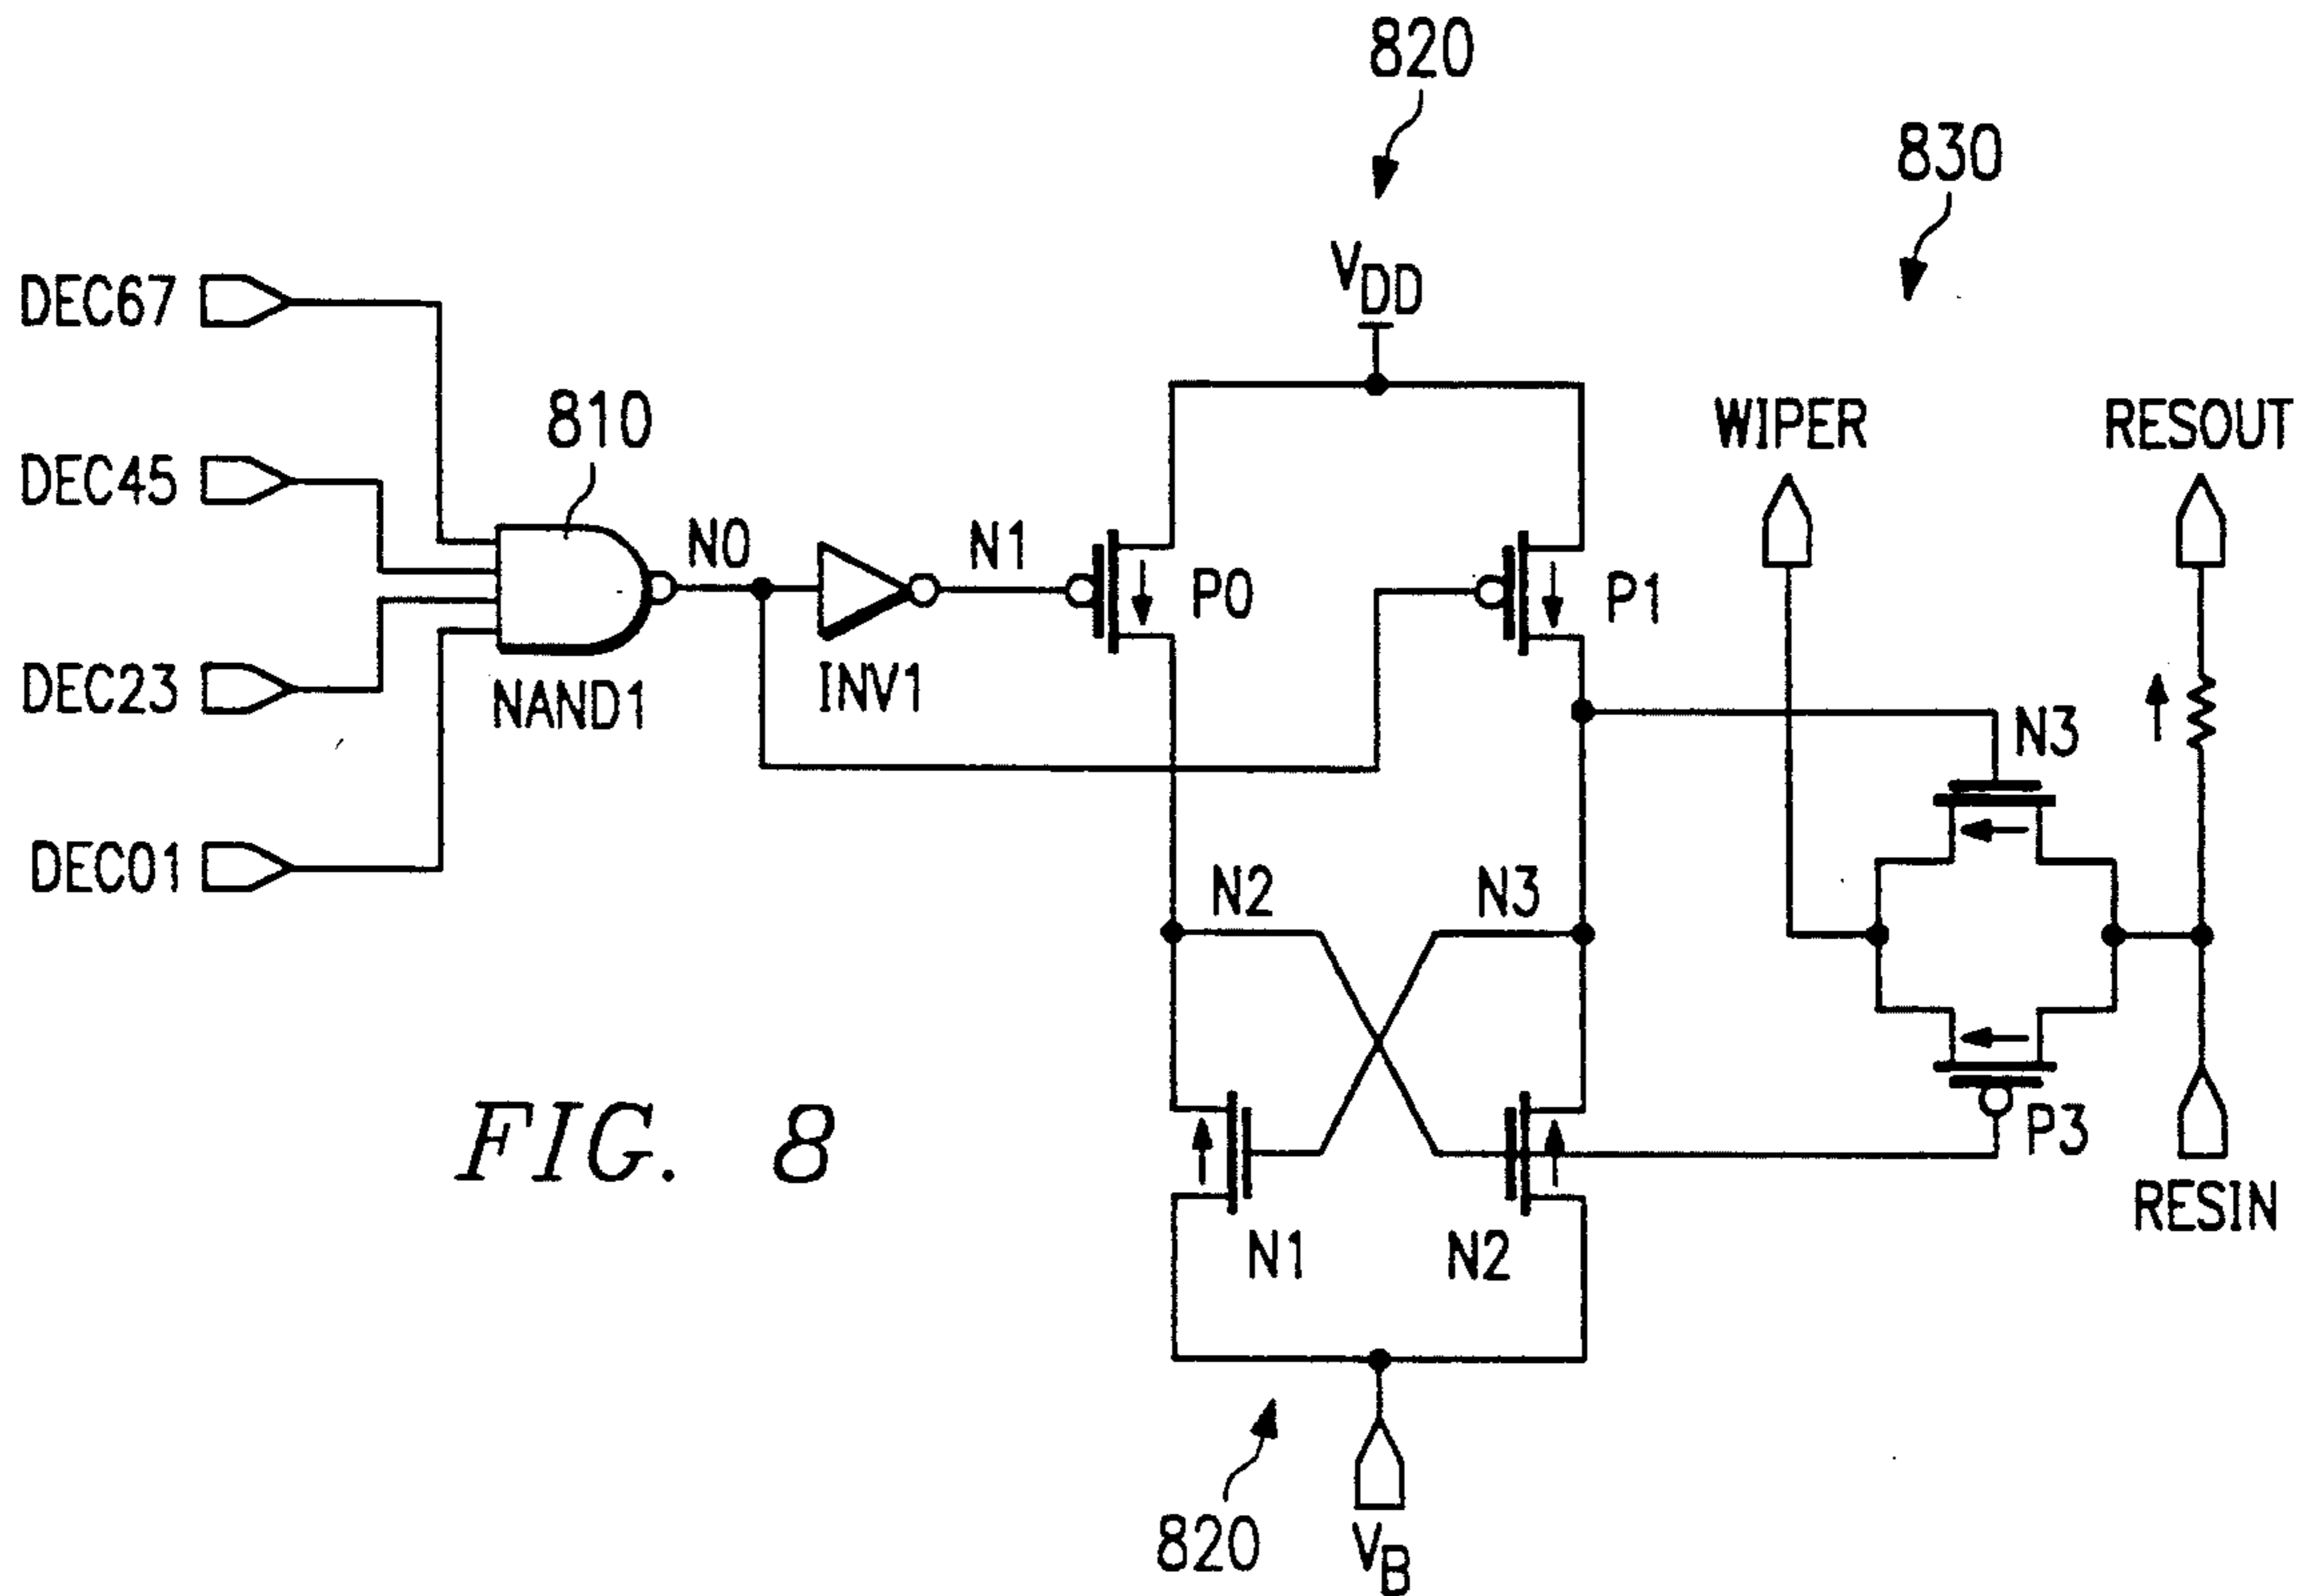 820
830
V_DD
DEC67
810
WIPER
RESOUT
DEC45
N0
N1
P0
P1
DEC23
NAND1
INV1
N3
DEC01
N2
N3
FIG. 8
P3
N1
N2
RESIN
820
V_B